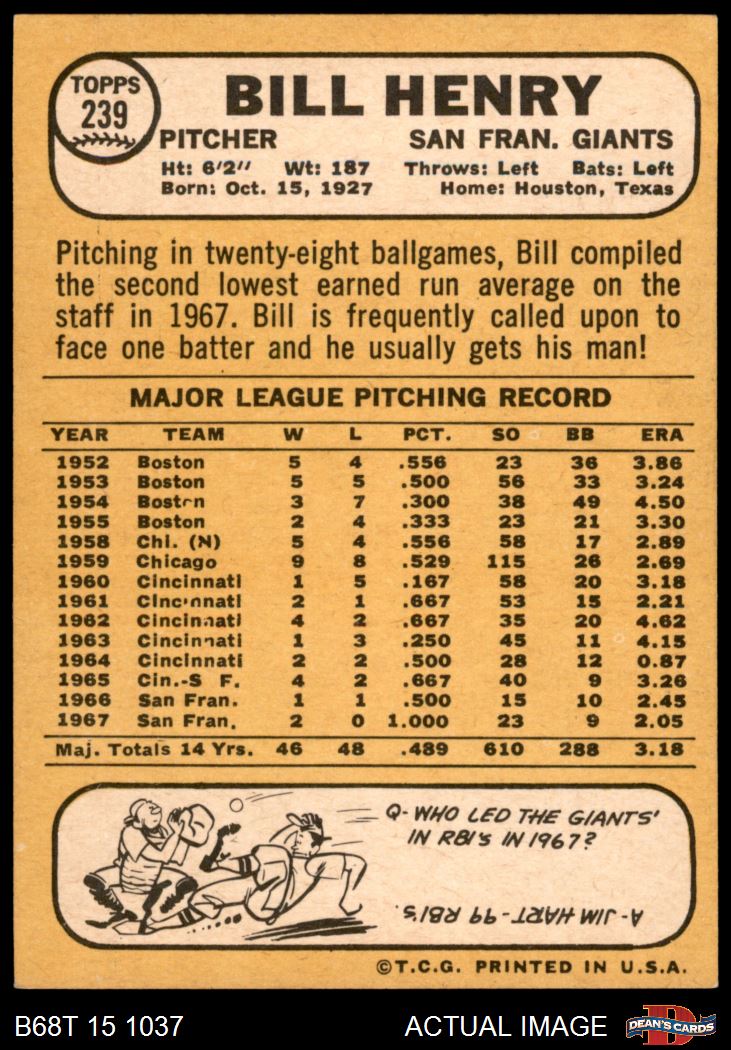 TOPPS
239
BILL HENRY
PITCHER SAN FRAN. GIANTS
Ht: 6'2" Wt: 187 Throws: Left Bats: Left
Born: Oct. 15, 1927 Home: Houston, Texas
Pitching in twenty-eight ballgames, Bill compiled
the second lowest earned run average on the
staff in 1967. Bill is frequently called upon to
face one batter and he usually gets his man!
MAJOR LEAGUE PITCHING RECORD
YEAR TEAM W L PCT. SO BB ERA
1952 Boston 5 4 .556 23 36 3.86
1953 Boston 5 5 .500 56 33 3.24
1954 Boston 3 7 .300 38 49 4.50
1955 Boston 2 4 .333 23 21 3.30
1958 Chi. (N) 5 4 .556 58 17 2.89
1959 Chicago 9 8 .529 115 26 2.69
1960 Cincinnati 1 5 .167 58 20 3.18
1961 Cincinnati 2 1 .667 53 15 2.21
1962 Cincinnati 4 2 .667 35 20 4.62
1963 Cincinnati 1 3 .250 45 11 4.15
1964 Cincinnati 2 2 .500 28 12 0.87
1965 Cin.-S F. 4 2 .667 40 9 3.26
1966 San Fran. 1 1 .500 15 10 2.45
1967 San Fran. 2 0 1.000 23 9 2.05
Maj. Totals 14 Yrs. 46 48 .489 610 288 3.18
Q- WHO LED THE GIANTS'
IN RBI's IN 1967?
A- JIM HART - 99 RBI's.
©T.C.G. PRINTED IN U.S.A.
B68T 15 1037 ACTUAL IMAGE
D
DEAN'S CARDS